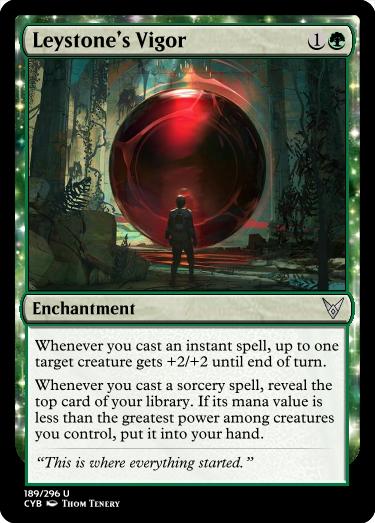 Leystone's Vigor 1
Enchantment
Whenever you cast an instant spell, up to one
target creature gets +2/+2 until end of turn.
Whenever you cast a sorcery spell, reveal the
top card of your library. If its mana value is
less than the greatest power among creatures
you control, put it into your hand.
“This is where everything started.”
189/296 U
CYB Thom Tenery